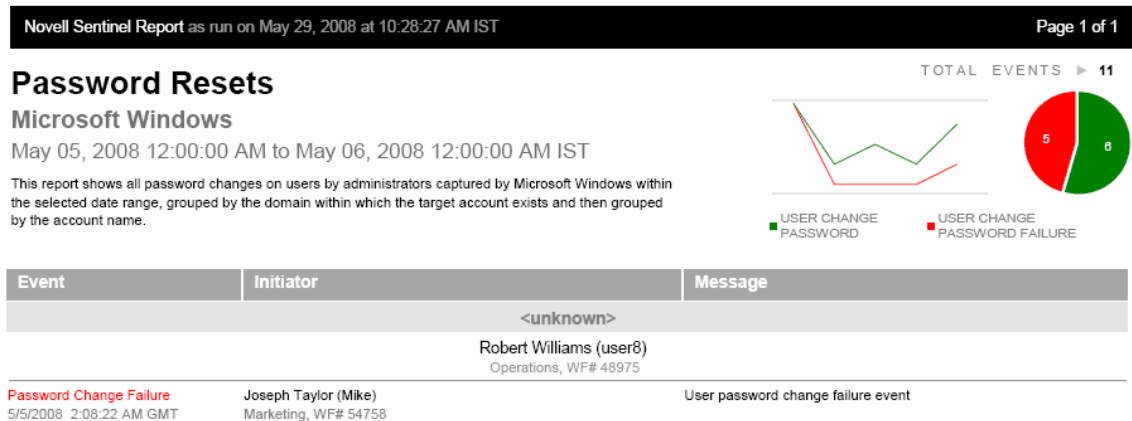 Novell Sentinel Report as run on May 29, 2008 at 10:28:27 AM IST
Page 1 of 1
TOTAL EVENTS ▶ 11
Password Resets
Microsoft Windows
May 05, 2008 12:00:00 AM to May 06, 2008 12:00:00 AM IST
This report shows all password changes on users by administrators captured by Microsoft Windows within
the selected date range, grouped by the domain within which the target account exists and then grouped
by the account name.
5
6
USER CHANGE
PASSWORD
USER CHANGE
PASSWORD FAILURE
Event Initiator Message
<unknown>
Robert Williams (user8)
Operations, WF# 48975
Password Change Failure Joseph Taylor (Mike) User password change failure event
5/5/2008 2:08:22 AM GMT Marketing, WF# 54758